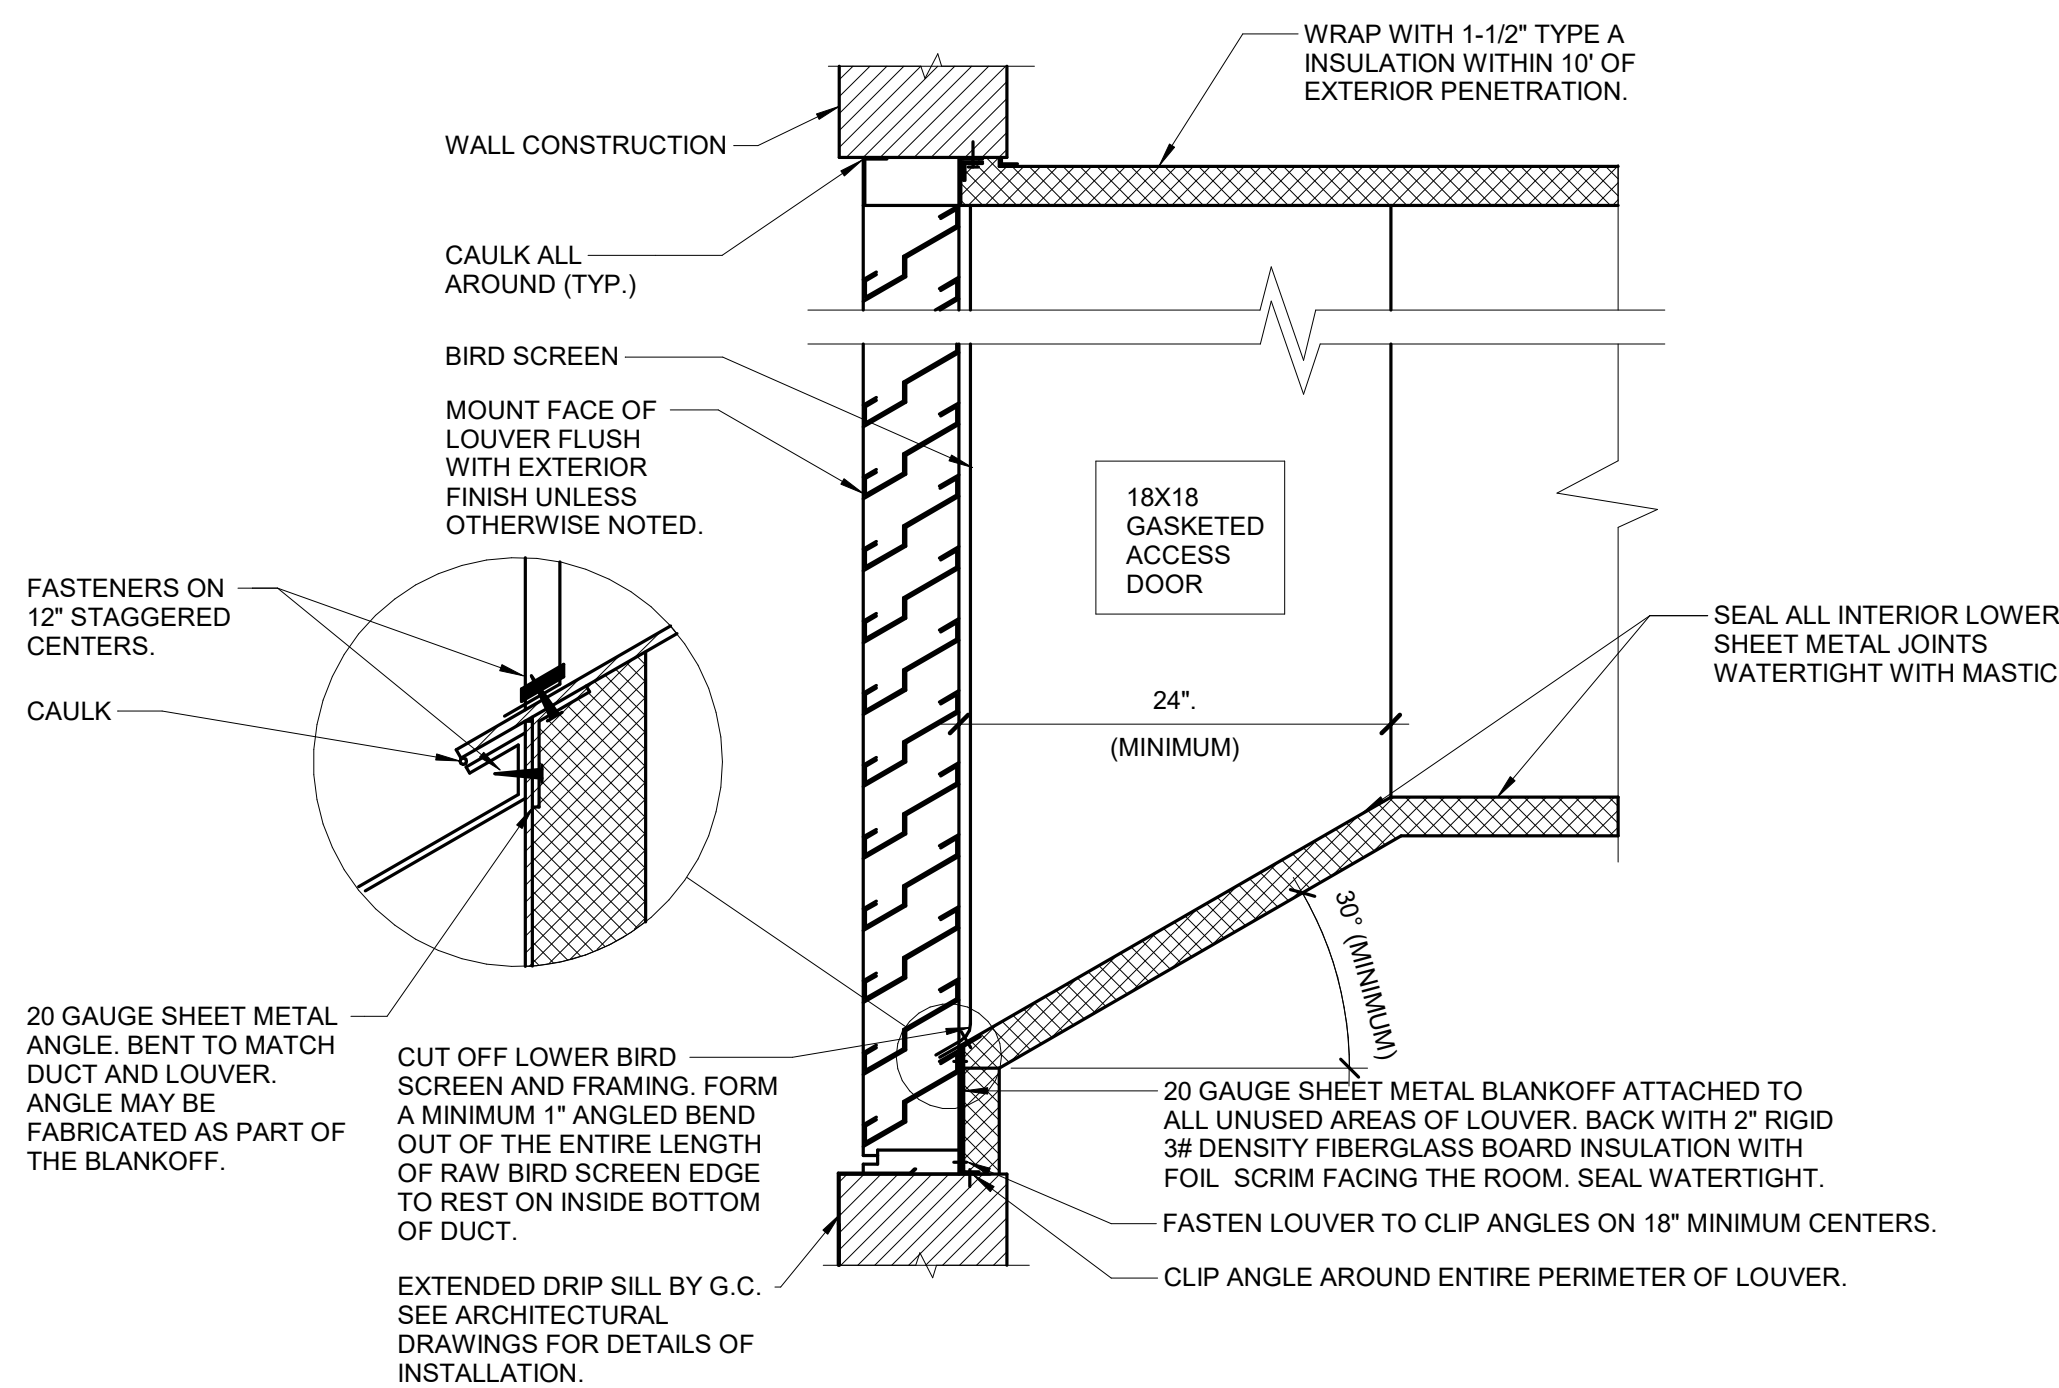 WRAP WITH 1-1/2" TYPE A
INSULATION WITHIN 10' OF
EXTERIOR PENETRATION.
WALL CONSTRUCTION
CAULK ALL
AROUND (TYP.)
BIRD SCREEN
MOUNT FACE OF
LOUVER FLUSH
WITH EXTERIOR
FINISH UNLESS
OTHERWISE NOTED.
18X18
GASKETED
ACCESS
DOOR
FASTENERS ON
12" STAGGERED
CENTERS.
CAULK
SEAL ALL INTERIOR LOWER
SHEET METAL JOINTS
WATERTIGHT WITH MASTIC
24".
(MINIMUM)
30° (MINIMUM)
20 GAUGE SHEET METAL
ANGLE. BENT TO MATCH
DUCT AND LOUVER.
ANGLE MAY BE
FABRICATED AS PART OF
THE BLANKOFF.
CUT OFF LOWER BIRD
SCREEN AND FRAMING. FORM
A MINIMUM 1" ANGLED BEND
OUT OF THE ENTIRE LENGTH
OF RAW BIRD SCREEN EDGE
TO REST ON INSIDE BOTTOM
OF DUCT.
20 GAUGE SHEET METAL BLANKOFF ATTACHED TO
ALL UNUSED AREAS OF LOUVER. BACK WITH 2" RIGID
3# DENSITY FIBERGLASS BOARD INSULATION WITH
FOIL  SCRIM FACING THE ROOM. SEAL WATERTIGHT.
FASTEN LOUVER TO CLIP ANGLES ON 18" MINIMUM CENTERS.
CLIP ANGLE AROUND ENTIRE PERIMETER OF LOUVER.
EXTENDED DRIP SILL BY G.C.
SEE ARCHITECTURAL
DRAWINGS FOR DETAILS OF
INSTALLATION.